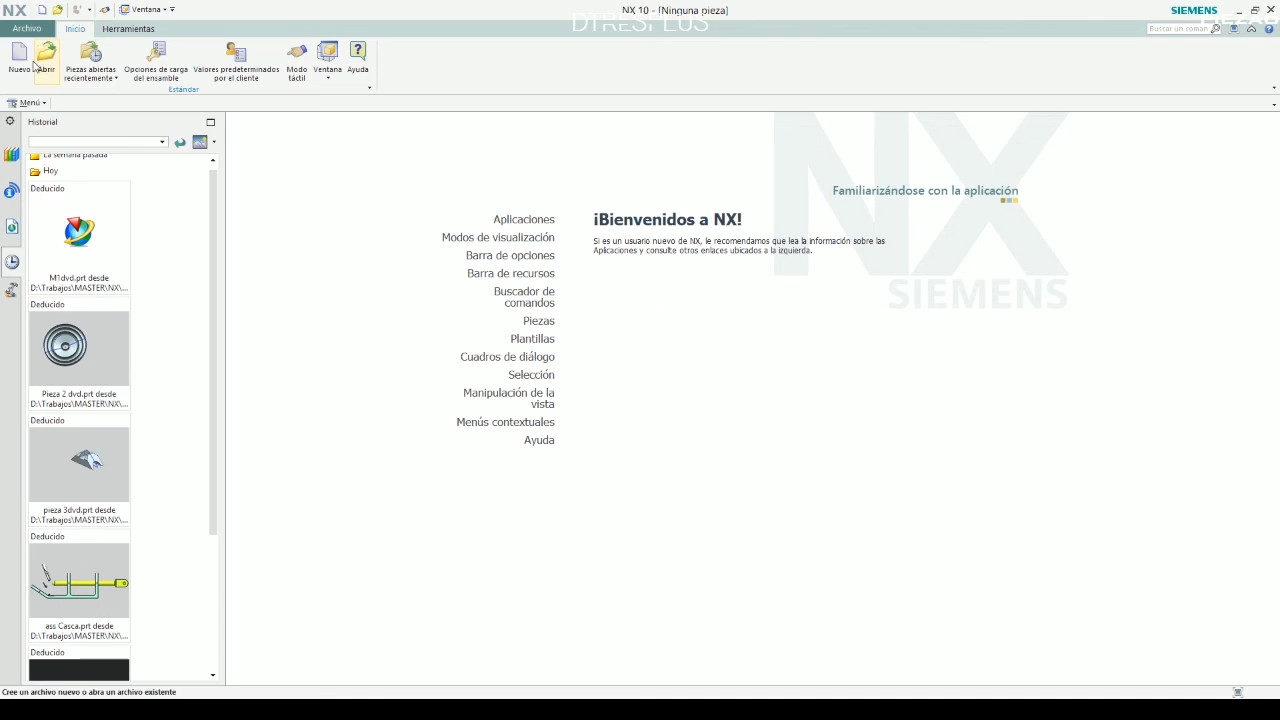 NX
Ventana
NX 10 - [Ninguna pieza]
SIEMENS
DTRESPLUS
Archivo
Inicio
Herramientas
Buscar un coman
Nuevo
Abrir
Piezas abiertas
recientemente
Opciones de carga
del ensamble
Valores predeterminados
por el cliente
Modo
táctil
Ventana
Ayuda
Estándar
Menú
Historial
La semana pasada
Hoy
Deducido
M1dvd.prt desde
D:\Trabajos\MASTER\NX\...
Deducido
Pieza 2 dvd.prt desde
D:\Trabajos\MASTER\NX\...
Deducido
pieza 3dvd.prt desde
D:\Trabajos\MASTER\NX\...
Deducido
ass Casca.prt desde
D:\Trabajos\MASTER\NX\...
Deducido
Aplicaciones
Modos de visualización
Barra de opciones
Barra de recursos
Buscador de
comandos
Piezas
Plantillas
Cuadros de diálogo
Selección
Manipulación de la
vista
Menús contextuales
Ayuda
NX
SIEMENS
Familiarizándose con la aplicación
¡Bienvenidos a NX!
Si es un usuario nuevo de NX, le recomendamos que lea la información sobre las
Aplicaciones y consulte otros enlaces ubicados a la izquierda.
Cree un archivo nuevo o abra un archivo existente